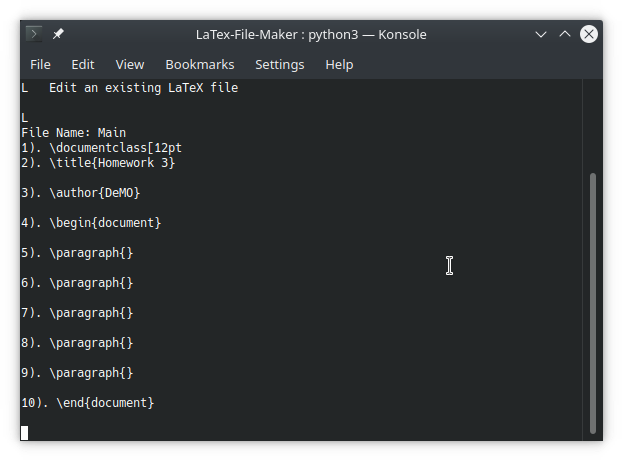 LaTex-File-Maker : python3 — Konsole
File Edit View Bookmarks Settings Help
L   Edit an existing LaTeX file
L
File Name: Main
1). \documentclass[12pt
2). \title{Homework 3}
3). \author{DeMO}
4). \begin{document}
5). \paragraph{}
6). \paragraph{}
7). \paragraph{}
8). \paragraph{}
9). \paragraph{}
10). \end{document}